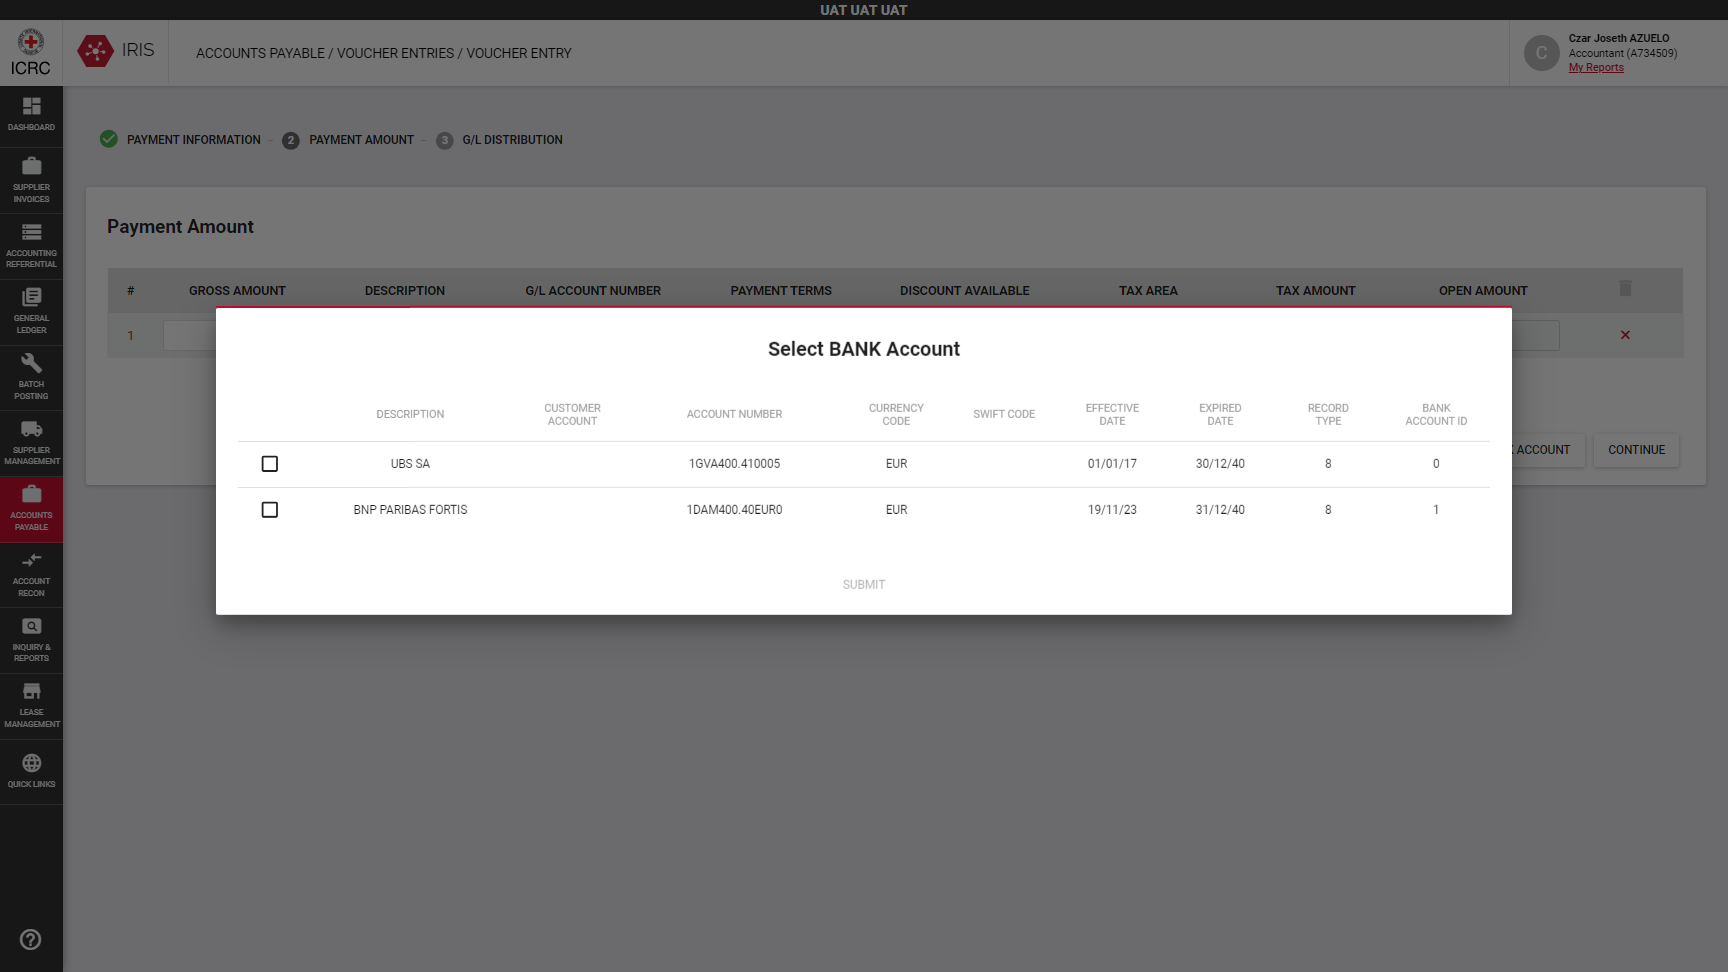 UAT UAT UAT
ICRC
IRIS
ACCOUNTS PAYABLE / VOUCHER ENTRIES / VOUCHER ENTRY
C
Czar Joseth AZUELO
Accountant (A734509)
My Reports
DASHBOARD
SUPPLIER
INVOICES
ACCOUNTING
REFERENTIAL
GENERAL
LEDGER
BATCH
POSTING
SUPPLIER
MANAGEMENT
ACCOUNTS
PAYABLE
ACCOUNT
RECON
INQUIRY &
REPORTS
LEASE
MANAGEMENT
QUICK LINKS
PAYMENT INFORMATION - 2 PAYMENT AMOUNT - 3 G/L DISTRIBUTION
Payment Amount
# GROSS AMOUNT DESCRIPTION G/L ACCOUNT NUMBER PAYMENT TERMS DISCOUNT AVAILABLE TAX AREA TAX AMOUNT OPEN AMOUNT
1
ACCOUNT CONTINUE
Select BANK Account
DESCRIPTION CUSTOMER ACCOUNT ACCOUNT NUMBER CURRENCY CODE SWIFT CODE EFFECTIVE DATE EXPIRED DATE RECORD TYPE BANK ACCOUNT ID
UBS SA 1GVA400.410005 EUR 01/01/17 30/12/40 8 0
BNP PARIBAS FORTIS 1DAM400.40EUR0 EUR 19/11/23 31/12/40 8 1
SUBMIT